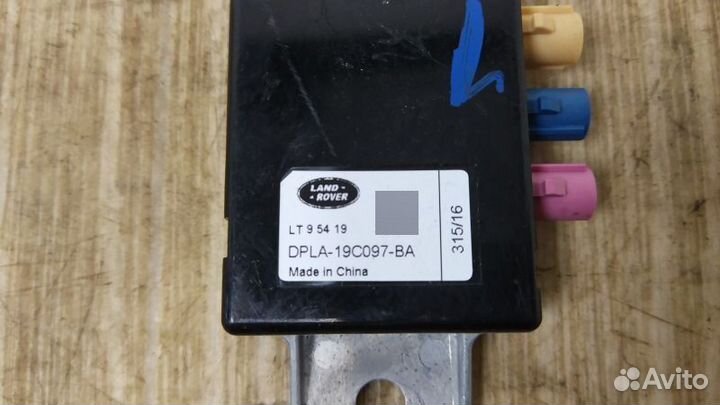 LAND-
-ROVER
LT 9 54 19
DPLA-19C097-BA
Made in China
315/16
Avito